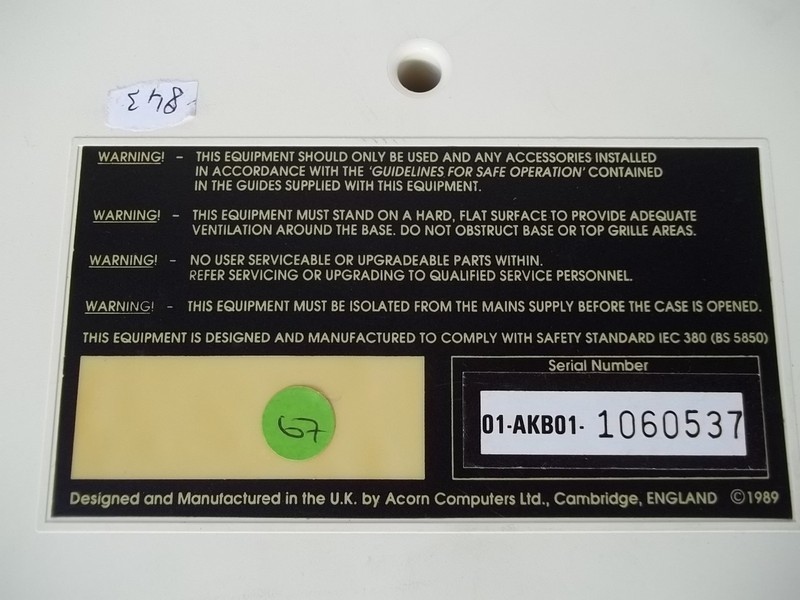 843
WARNING! - THIS EQUIPMENT SHOULD ONLY BE USED AND ANY ACCESSORIES INSTALLED
IN ACCORDANCE WITH THE 'GUIDELINES FOR SAFE OPERATION' CONTAINED
IN THE GUIDES SUPPLIED WITH THIS EQUIPMENT.
WARNING! - THIS EQUIPMENT MUST STAND ON A HARD, FLAT SURFACE TO PROVIDE ADEQUATE
VENTILATION AROUND THE BASE. DO NOT OBSTRUCT BASE OR TOP GRILLE AREAS.
WARNING! - NO USER SERVICEABLE OR UPGRADEABLE PARTS WITHIN.
REFER SERVICING OR UPGRADING TO QUALIFIED SERVICE PERSONNEL.
WARNING! - THIS EQUIPMENT MUST BE ISOLATED FROM THE MAINS SUPPLY BEFORE THE CASE IS OPENED.
THIS EQUIPMENT IS DESIGNED AND MANUFACTURED TO COMPLY WITH SAFETY STANDARD IEC 380 (BS 5850)
67
Serial Number
01-AKB01- 1060537
Designed and Manufactured in the U.K. by Acorn Computers Ltd., Cambridge, ENGLAND ©1989